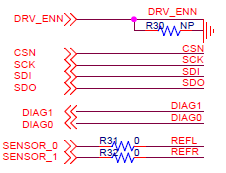 DRV_ENN DRV_ENN
R30 NP
CSN CSN
SCK SCK
SDI SDI
SDO SDO
DIAG1 DIAG1
DIAG0 DIAG0
SENSOR_0 R31 0 REFL
SENSOR_1 R32 0 REFR